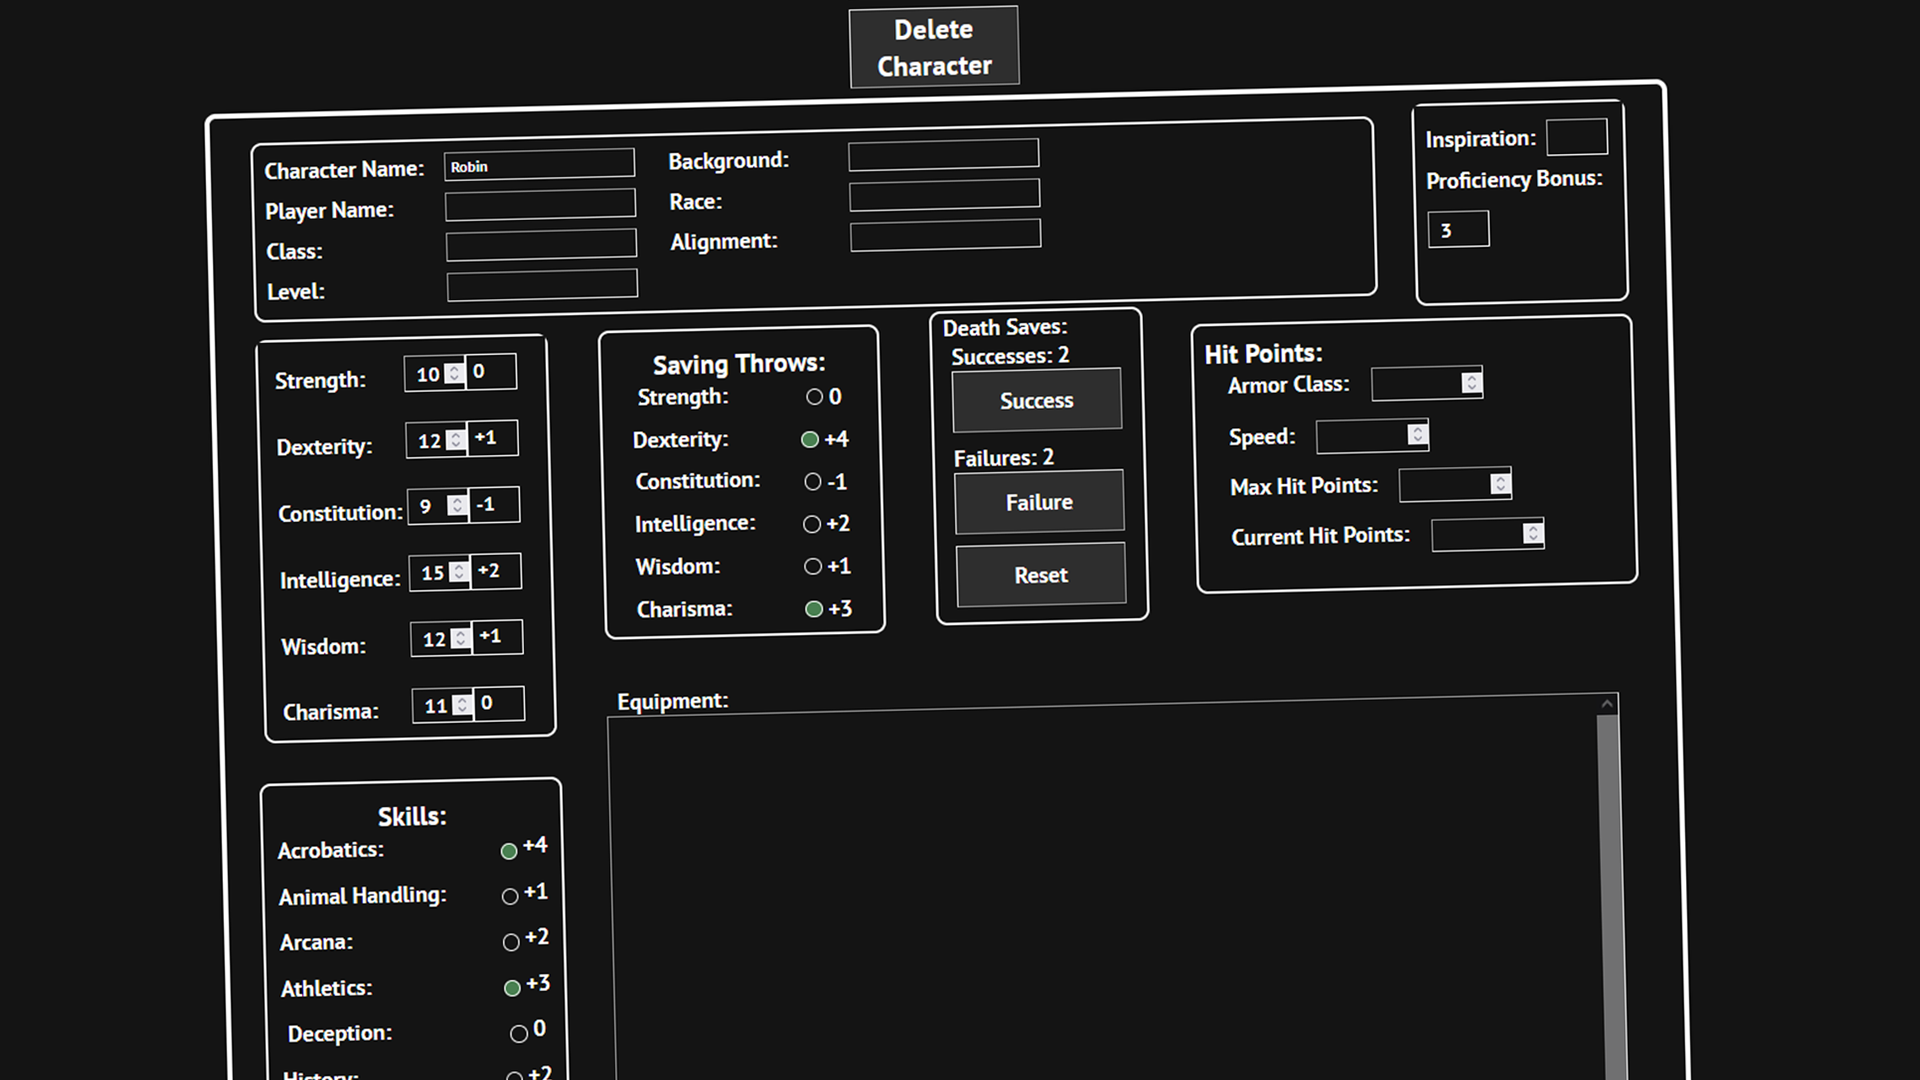 Delete
Character
Character Name: Robin
Player Name:
Class:
Level:
Background:
Race:
Alignment:
Inspiration:
Proficiency Bonus:
3
Strength: 10 0
Dexterity: 12 +1
Constitution: 9 -1
Intelligence: 15 +2
Wisdom: 12 +1
Charisma: 11 0
Saving Throws:
Strength: 0
Dexterity: +4
Constitution: -1
Intelligence: +2
Wisdom: +1
Charisma: +3
Death Saves:
Successes: 2
Success
Failures: 2
Failure
Reset
Hit Points:
Armor Class:
Speed:
Max Hit Points:
Current Hit Points:
Equipment:
Skills:
Acrobatics: +4
Animal Handling: +1
Arcana: +2
Athletics: +3
Deception: 0
History: +2